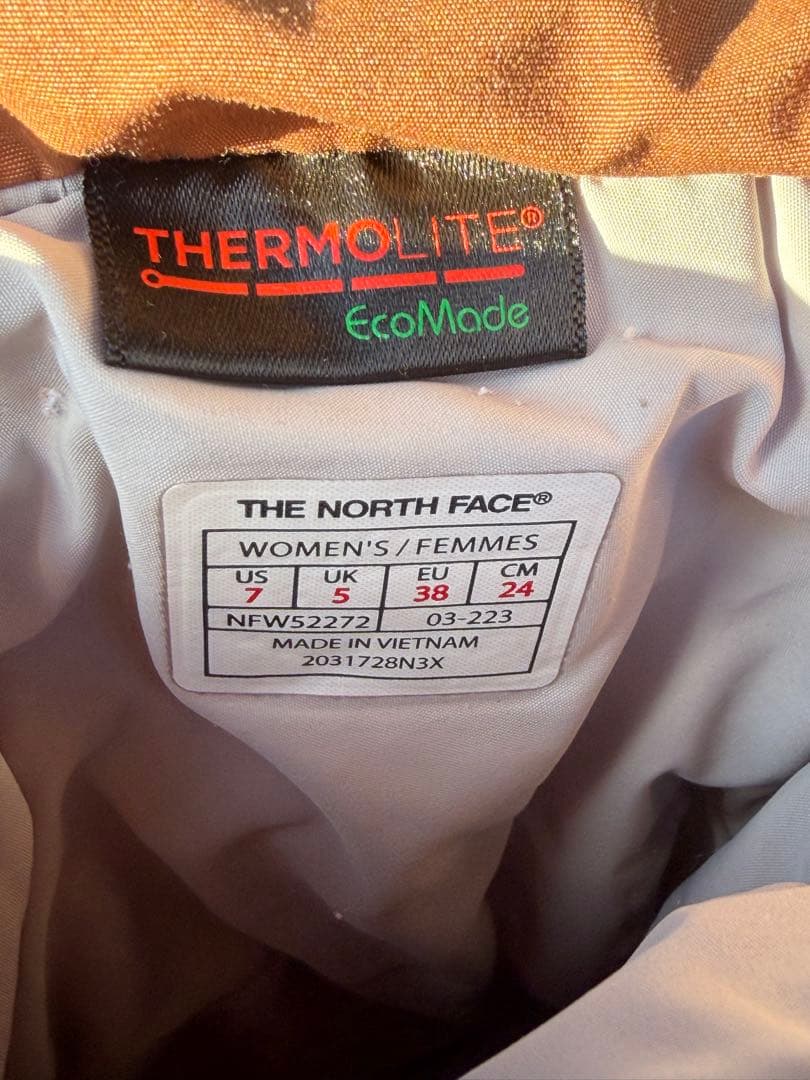 THERMOLITE®
EcoMade
THE NORTH FACE®
WOMEN'S / FEMMES
US UK EU CM
7 5 38 24
NFW52272 03-223
MADE IN VIETNAM
2031728N3X